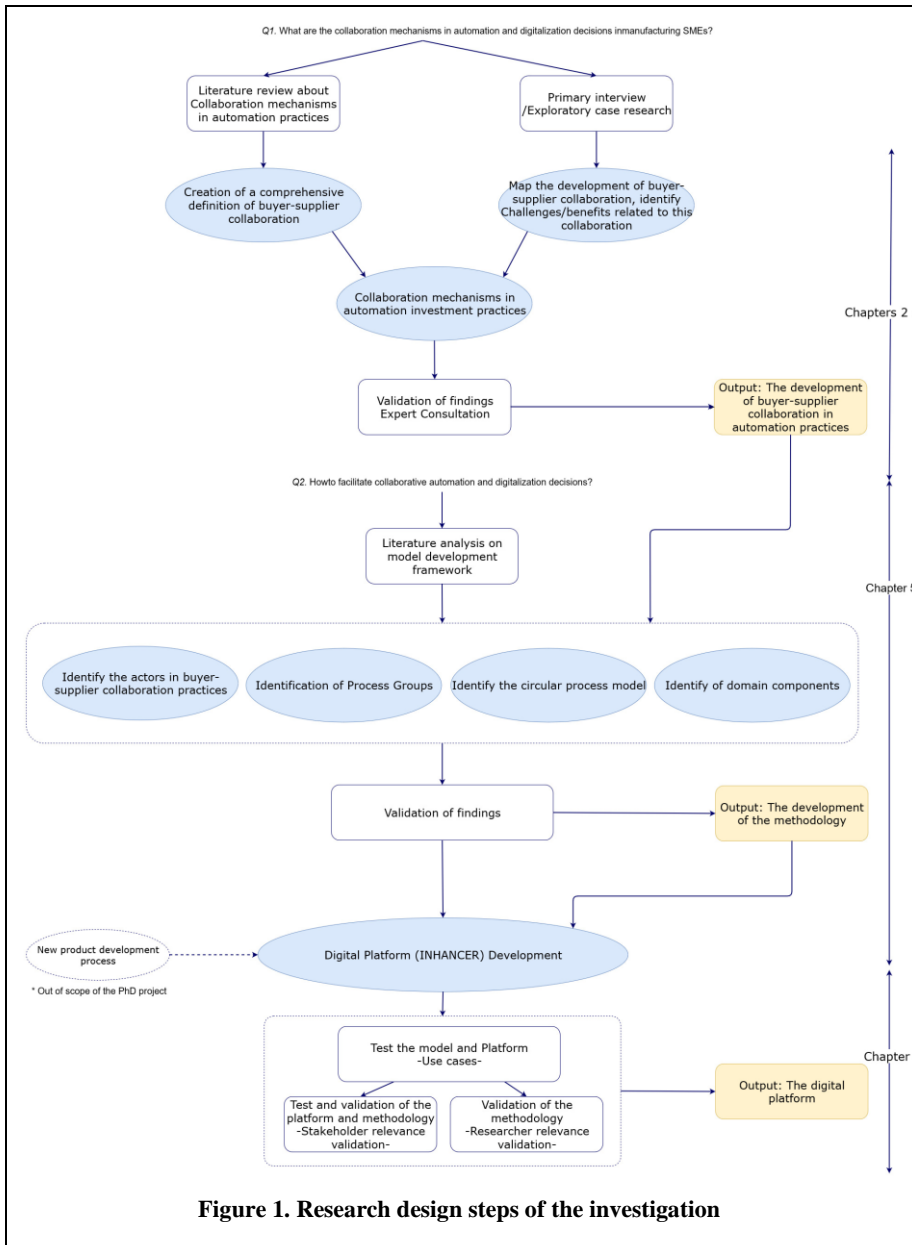 Q1. What are the collaboration mechanisms in automation and digitalization decisions inmanufacturing SMEs?
Literature review about
Collaboration mechanisms
in automation practices
Primary interview
/Exploratory case research
Creation of a comprehensive
definition of buyer-supplier
collaboration
Map the development of buyer-
supplier collaboration, identify
Challenges/benefits related to this
collaboration
Collaboration mechanisms in
automation investment practices
Chapters 2
Validation of findings
Expert Consultation
Output: The development
of buyer-supplier
collaboration in
automation practices
Q2. Howto facilitate collaborative automation and digitalization decisions?
Literature analysis on
model development
framework
Chapter 5
Identify the actors in buyer-
supplier collaboration practices
Identification of Process Groups
Identify the circular process model
Identify of domain components
Validation of findings
Output: The development
of the methodology
New product development
process
* Out of scope of the PhD project
Digital Platform (INHANCER) Development
Test the model and Platform
-Use cases-
Test and validation of the
platform and methodology
-Stakeholder relevance
validation-
Validation of the
methodology
-Researcher relevance
validation-
Output: The digital
platform
Chapter
Figure 1. Research design steps of the investigation